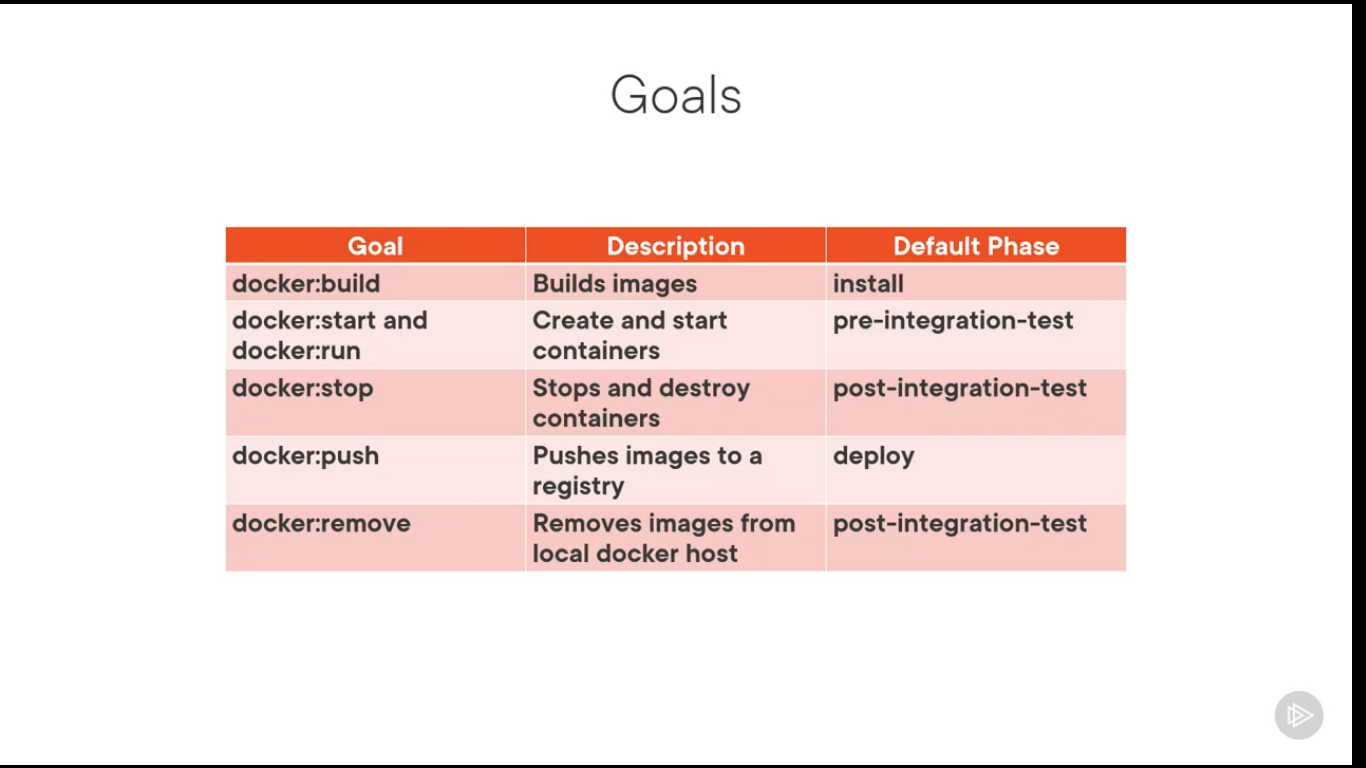 Goals
Goal Description Default Phase
docker:build Builds images install
docker:start and Create and start pre-integration-test
docker:run containers
docker:stop Stops and destroy post-integration-test
containers
docker:push Pushes images to a deploy
registry
docker:remove Removes images from post-integration-test
local docker host